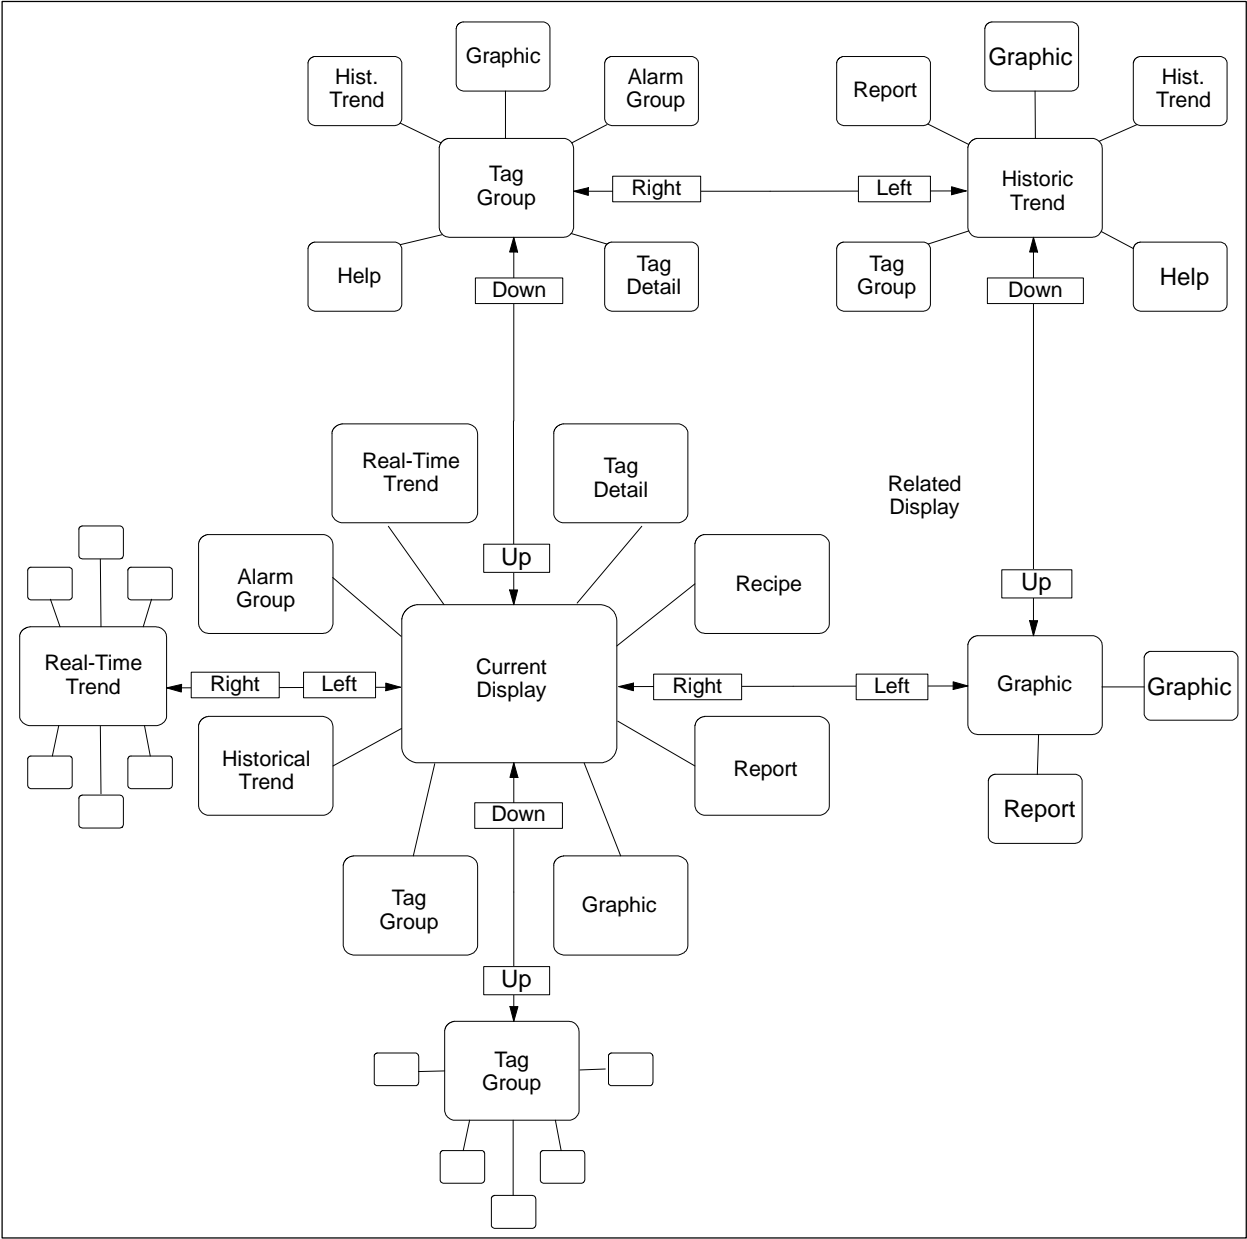 Graphic
Hist.
Trend
Alarm
Group
Tag
Group
Help
Tag
Detail
Right
Left
Down
Graphic
Report
Hist.
Trend
Historic
Trend
Tag
Group
Help
Down
Related
Display
Up
Real-Time
Trend
Tag
Detail
Up
Alarm
Group
Recipe
Real-Time
Trend
Right
Left
Current
Display
Right
Left
Graphic
Graphic
Historical
Trend
Report
Report
Down
Tag
Group
Graphic
Up
Tag
Group